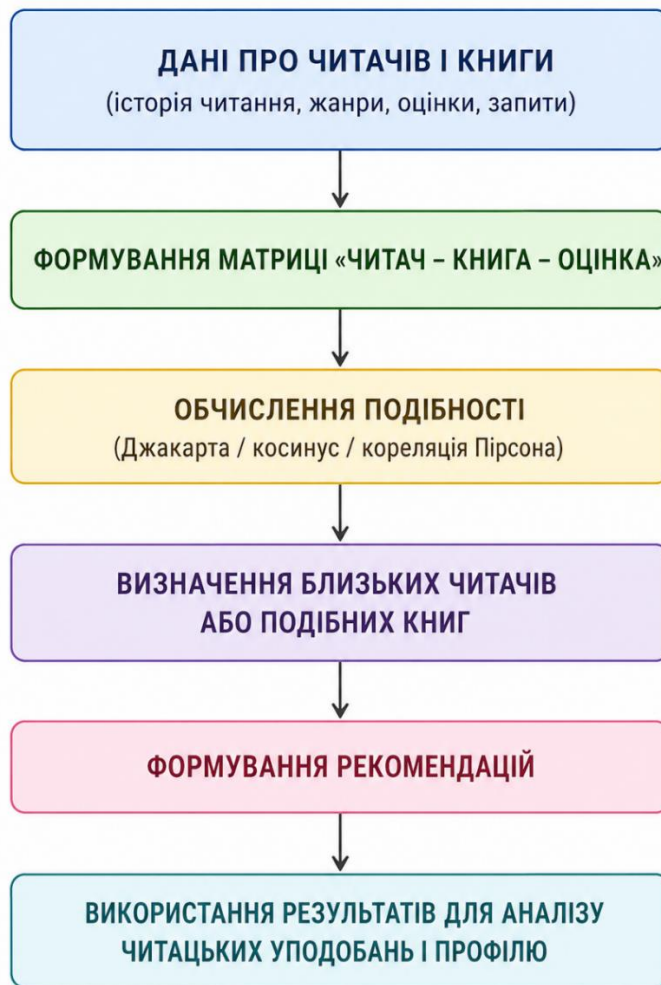 ДАНІ ПРО ЧИТАЧІВ І КНИГИ
(історія читання, жанри, оцінки, запити)
ФОРМУВАННЯ МАТРИЦІ «ЧИТАЧ – КНИГА – ОЦІНКА»
ОБЧИСЛЕННЯ ПОДІБНОСТІ
(Джакарта / косинус / кореляція Пірсона)
ВИЗНАЧЕННЯ БЛИЗЬКИХ ЧИТАЧІВ
АБО ПОДІБНИХ КНИГ
ФОРМУВАННЯ РЕКОМЕНДАЦІЙ
ВИКОРИСТАННЯ РЕЗУЛЬТАТІВ ДЛЯ АНАЛІЗУ
ЧИТАЦЬКИХ УПОДОБАНЬ І ПРОФІЛЮ